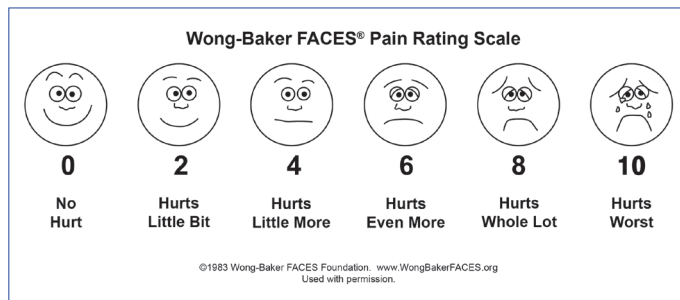 Wong-Baker FACES® Pain Rating Scale
0 2 4 6 8 10
No Hurts Hurts Hurts Hurts Hurts
Hurt Little Bit Little More Even More Whole Lot Worst
©1983 Wong-Baker FACES Foundation. www.WongBakerFACES.org
Used with permission.